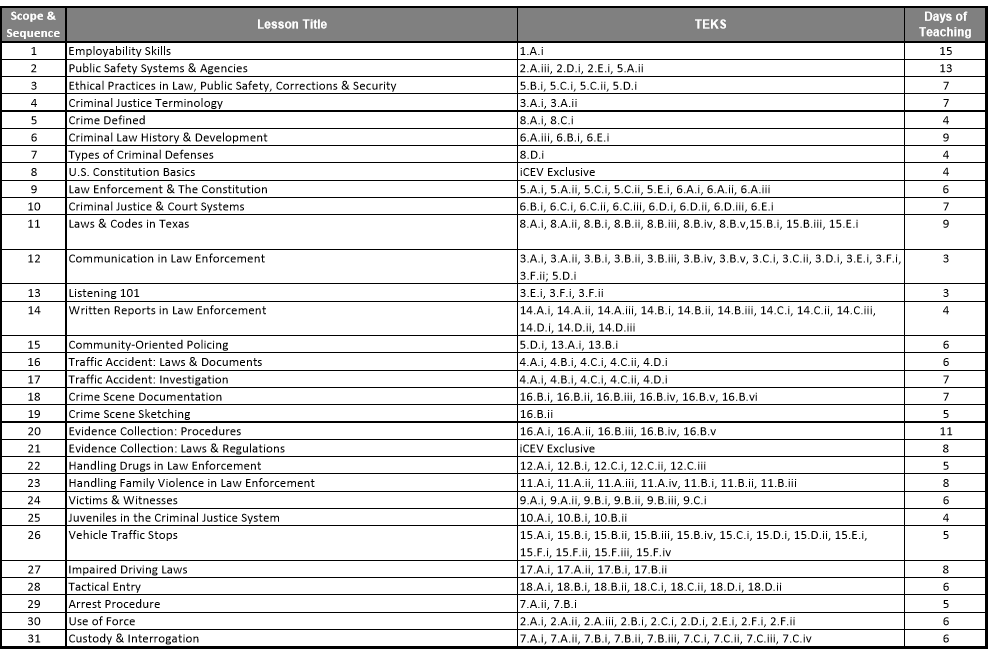 Scope & Sequence Lesson Title TEKS Days of Teaching
1 Employability Skills 1.A.i 15
2 Public Safety Systems & Agencies 2.A.iii, 2.D.i, 2.E.i, 5.A.ii 13
3 Ethical Practices in Law, Public Safety, Corrections & Security 5.B.i, 5.C.i, 5.C.ii, 5.D.i 7
4 Criminal Justice Terminology 3.A.i, 3.A.ii 7
5 Crime Defined 8.A.i, 8.C.i 4
6 Criminal Law History & Development 6.A.iii, 6.B.i, 6.E.i 9
7 Types of Criminal Defenses 8.D.i 4
8 U.S. Constitution Basics iCEV Exclusive 4
9 Law Enforcement & The Constitution 5.A.i, 5.A.ii, 5.C.i, 5.C.ii, 5.E.i, 6.A.i, 6.A.ii, 6.A.iii 6
10 Criminal Justice & Court Systems 6.B.i, 6.C.i, 6.C.ii, 6.C.iii, 6.D.i, 6.D.ii, 6.D.iii, 6.E.i 7
11 Laws & Codes in Texas 8.A.i, 8.A.ii, 8.B.i, 8.B.ii, 8.B.iii, 8.B.iv, 8.B.v,15.B.i, 15.B.iii, 15.E.i 9
12 Communication in Law Enforcement 3.A.i, 3.A.ii, 3.B.i, 3.B.ii, 3.B.iii, 3.B.iv, 3.B.v, 3.C.i, 3.C.ii, 3.D.i, 3.E.i, 3.F.i, 3
3.F.ii; 5.D.i
13 Listening 101 3.E.i, 3.F.i, 3.F.ii 3
14 Written Reports in Law Enforcement 14.A.i, 14.A.ii, 14.A.iii, 14.B.i, 14.B.ii, 14.B.iii, 14.C.i, 14.C.ii, 14.C.iii, 4
14.D.i, 14.D.ii, 14.D.iii
15 Community-Oriented Policing 5.D.i, 13.A.i, 13.B.i 6
16 Traffic Accident: Laws & Documents 4.A.i, 4.B.i, 4.C.i, 4.C.ii, 4.D.i 6
17 Traffic Accident: Investigation 4.A.i, 4.B.i, 4.C.i, 4.C.ii, 4.D.i 7
18 Crime Scene Documentation 16.B.i, 16.B.ii, 16.B.iii, 16.B.iv, 16.B.v, 16.B.vi 7
19 Crime Scene Sketching 16.B.ii 5
20 Evidence Collection: Procedures 16.A.i, 16.A.ii, 16.B.iii, 16.B.iv, 16.B.v 11
21 Evidence Collection: Laws & Regulations iCEV Exclusive 8
22 Handling Drugs in Law Enforcement 12.A.i, 12.B.i, 12.C.i, 12.C.ii, 12.C.iii 5
23 Handling Family Violence in Law Enforcement 11.A.i, 11.A.ii, 11.A.iii, 11.A.iv, 11.B.i, 11.B.ii, 11.B.iii 8
24 Victims & Witnesses 9.A.i, 9.A.ii, 9.B.i, 9.B.ii, 9.B.iii, 9.C.i 6
25 Juveniles in the Criminal Justice System 10.A.i, 10.B.i, 10.B.ii 4
26 Vehicle Traffic Stops 15.A.i, 15.B.i, 15.B.ii, 15.B.iii, 15.B.iv, 15.C.i, 15.D.i, 15.D.ii, 15.E.i, 5
15.F.i, 15.F.ii, 15.F.iii, 15.F.iv
27 Impaired Driving Laws 17.A.i, 17.A.ii, 17.B.i, 17.B.ii 8
28 Tactical Entry 18.A.i, 18.B.i, 18.B.ii, 18.C.i, 18.C.ii, 18.D.i, 18.D.ii 6
29 Arrest Procedure 7.A.ii, 7.B.i 5
30 Use of Force 2.A.i, 2.A.ii, 2.A.iii, 2.B.i, 2.C.i, 2.D.i, 2.E.i, 2.F.i, 2.F.ii 6
31 Custody & Interrogation 7.A.i, 7.A.ii, 7.B.i, 7.B.ii, 7.B.iii, 7.C.i, 7.C.ii, 7.C.iii, 7.C.iv 6